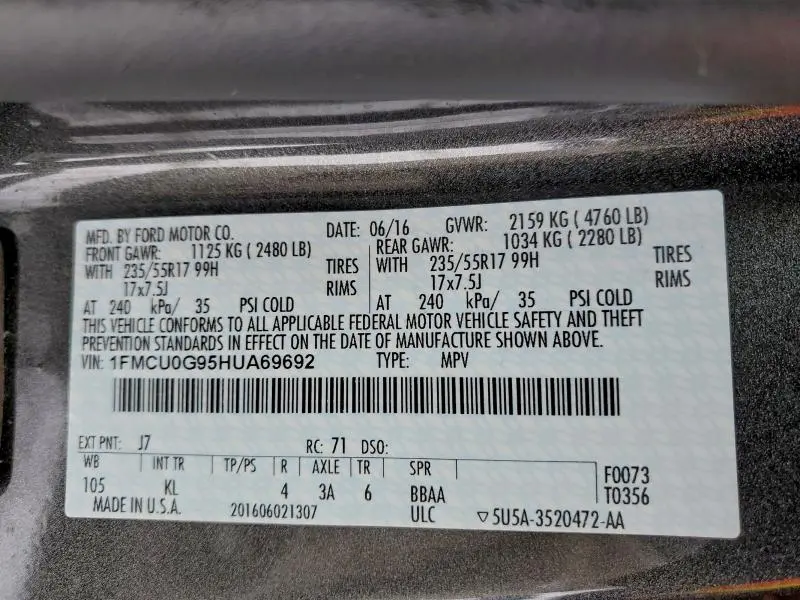 MFD. BY FORD MOTOR CO. DATE: 06/16 GVWR: 2159 KG ( 4760 LB)
FRONT GAWR: 1125 KG ( 2480 LB) REAR GAWR: 1034 KG ( 2280 LB)
WITH 235/55R17 99H TIRES WITH 235/55R17 99H TIRES
17x7.5J RIMS 17x7.5J RIMS
AT 240 kPa/ 35 PSI COLD AT 240 kPa/ 35 PSI COLD
THIS VEHICLE CONFORMS TO ALL APPLICABLE FEDERAL MOTOR VEHICLE SAFETY AND THEFT
PREVENTION STANDARDS IN EFFECT ON THE DATE OF MANUFACTURE SHOWN ABOVE.
VIN: 1FMCU0G95HUA69692 TYPE: MPV
EXT PNT: J7 RC: 71 DSO:
WB INT TR TP/PS R AXLE TR SPR F0073
105 KL 4 3A 6 BBAA T0356
MADE IN U.S.A. 201606021307 ULC ▽5U5A-3520472-AA